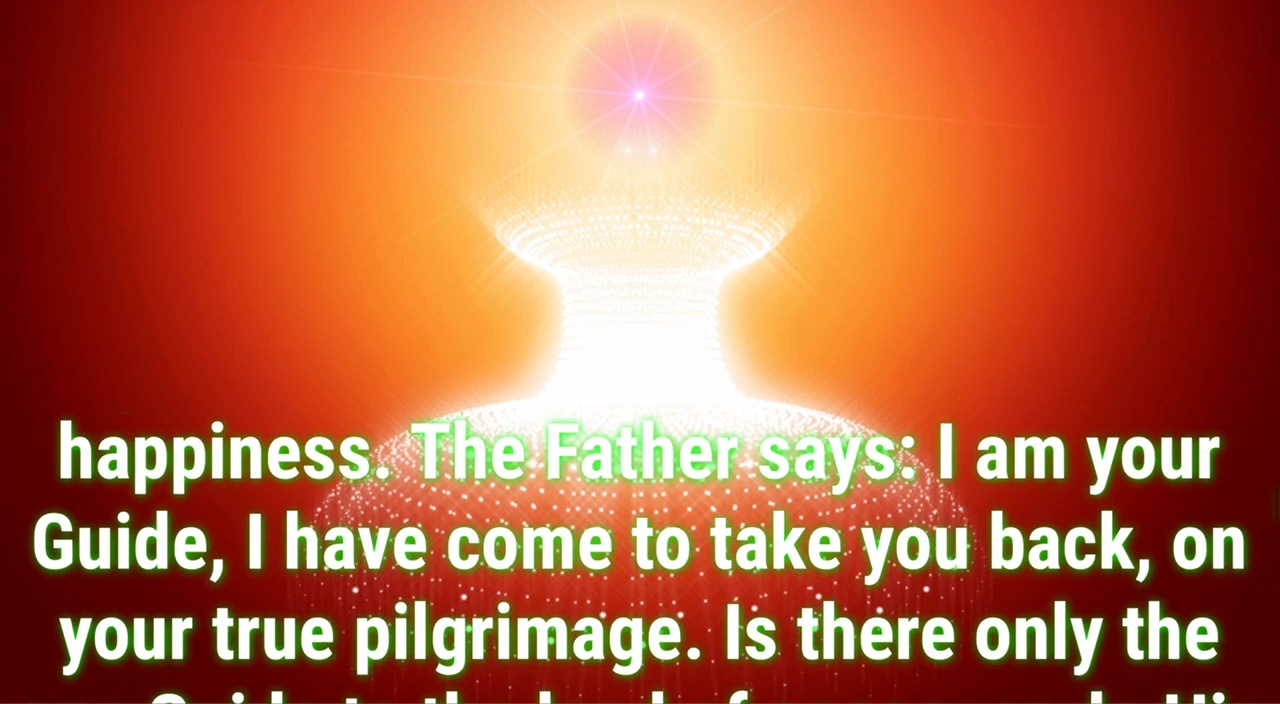 happiness. The Father says: I am your
Guide, I have come to take you back, on
your true pilgrimage. Is there only the